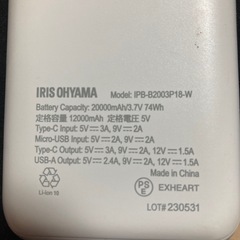 IRIS OHYAMA Model: IPB-B2003P18-W
Battery Capacity: 20000mAh/3.7V 74Wh
定格容量 12000mAh 定格電圧 5V
Type-C Input: 5V⎓3A, 9V⎓2A
Micro-USB Input: 5V⎓2A, 9V⎓2A
Type-C Output: 5V⎓3A, 9V⎓2A, 12V⎓1.5A
USB-A Output: 5V⎓2.4A, 9V⎓2A, 12V⎓1.5A
Made in China
Li-ion 18
PSE EXHEART
LOT# 230531